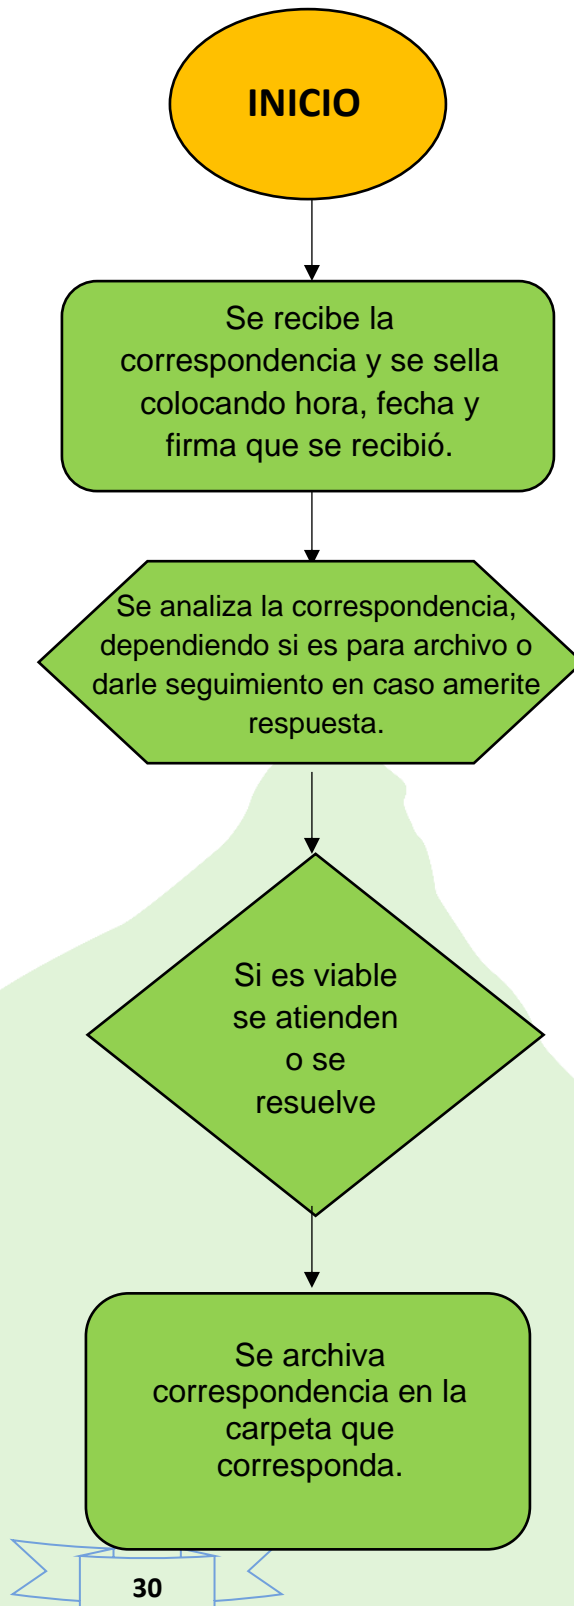 INICIO
Se recibe la
correspondencia y se sella
colocando hora, fecha y
firma que se recibió.
Se analiza la correspondencia,
dependiendo si es para archivo o
darle seguimiento en caso amerite
respuesta.
Si es viable
se atienden
o se
resuelve
Se archiva
correspondencia en la
carpeta que
corresponda.
30